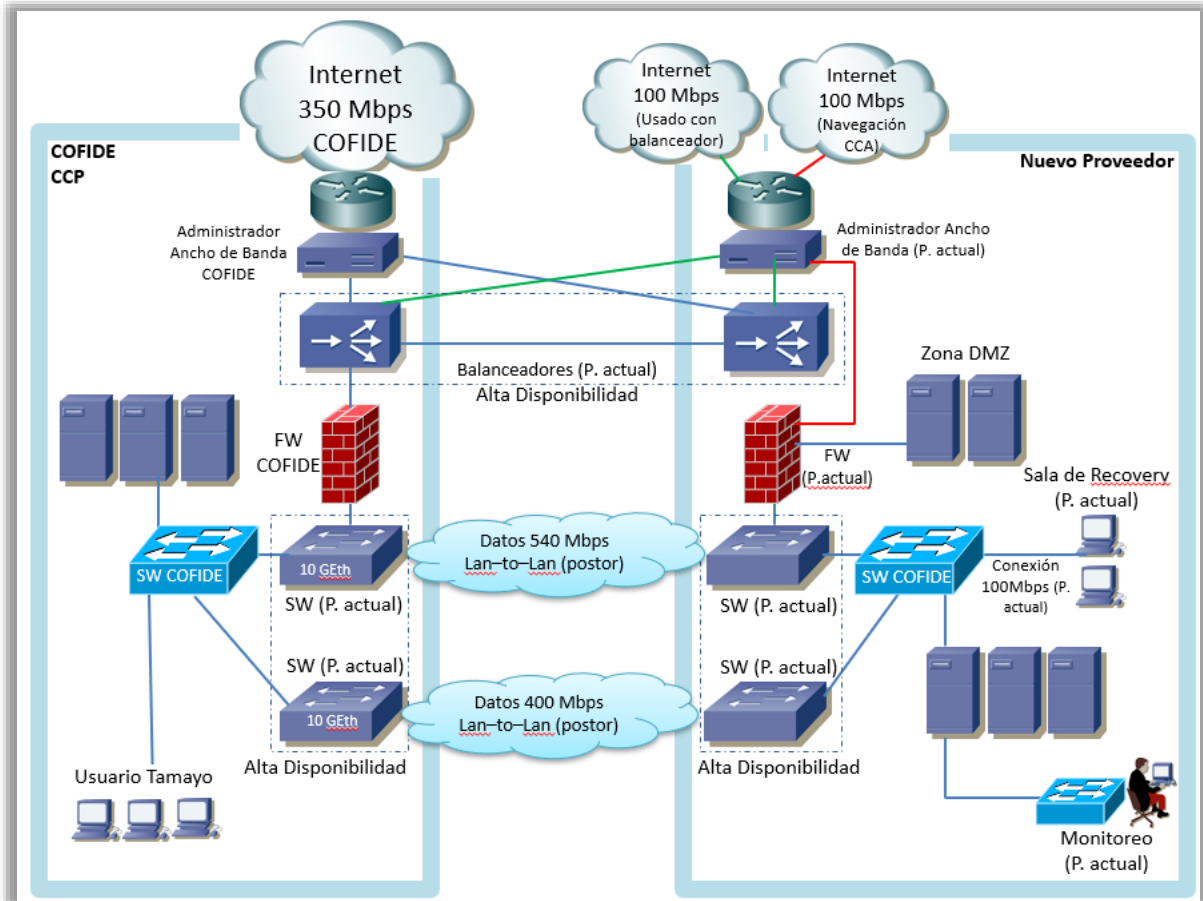 Internet
350 Mbps
COFIDE
Internet
100 Mbps
(Usado con
balanceador)
Internet
100 Mbps
(Navegación
CCA)
COFIDE
CCP
Nuevo Proveedor
Administrador
Ancho de Banda
COFIDE
Administrador Ancho
de Banda (P. actual)
Balanceadores (P. actual)
Alta Disponibilidad
Zona DMZ
FW
COFIDE
FW
(P.actual)
Sala de Recovery
(P. actual)
SW COFIDE
10 GEth
SW (P. actual)
Datos 540 Mbps
Lan–to–Lan (postor)
SW (P. actual)
SW COFIDE
Conexión
100Mbps (P.
actual)
SW (P. actual)
10 GEth
Alta Disponibilidad
Datos 400 Mbps
Lan–to–Lan (postor)
SW (P. actual)
Alta Disponibilidad
Usuario Tamayo
Monitoreo
(P. actual)